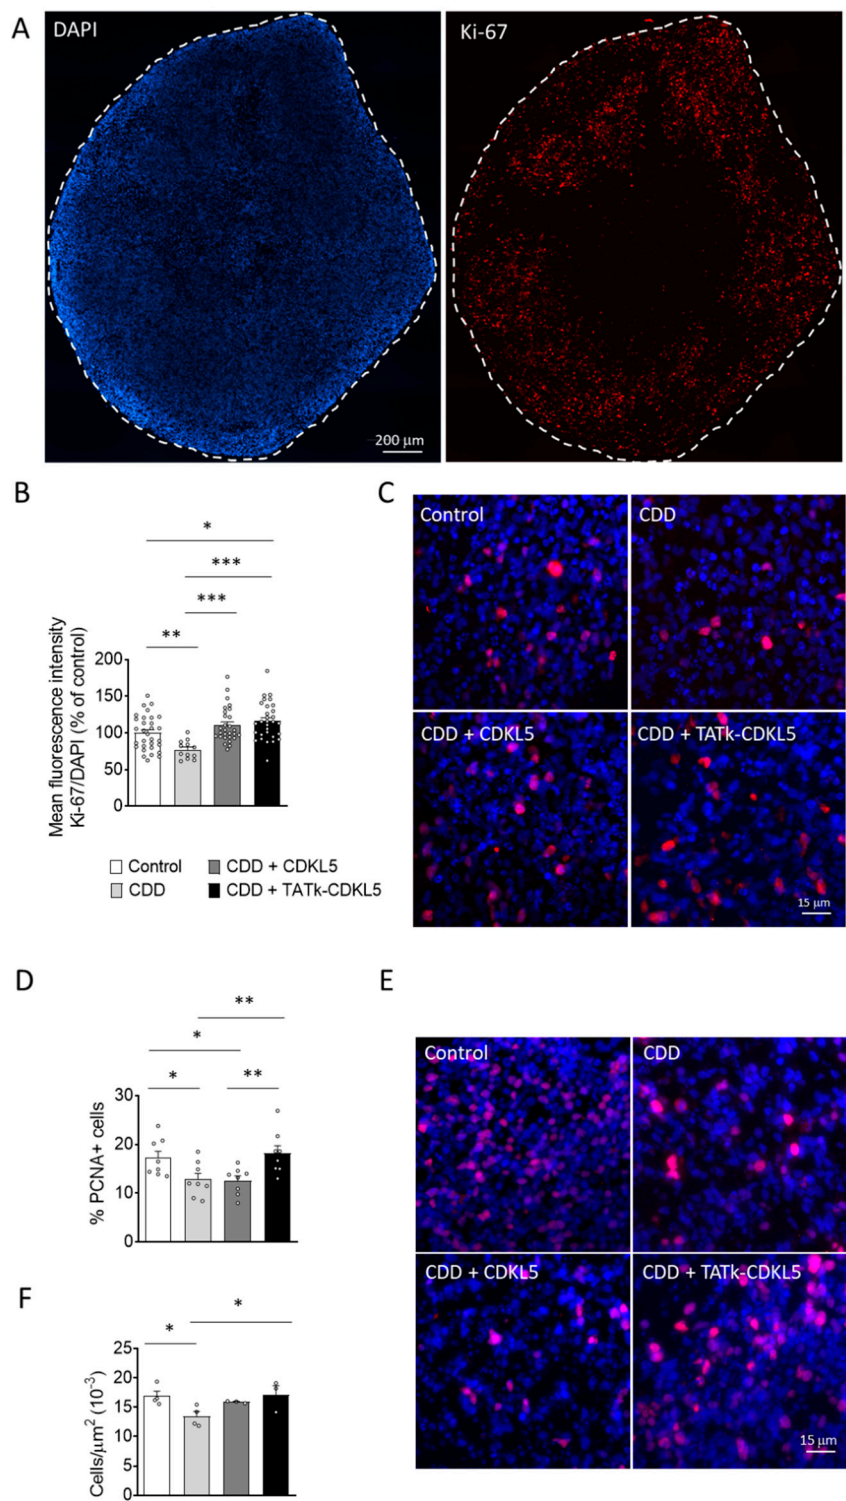 A
DAPI
Ki-67
200 µm
B
*
***
***
**
Mean fluorescence intensity
Ki-67/DAPI (% of control)
200
150
100
50
0
Control
CDD + CDKL5
CDD
CDD + TATk-CDKL5
C
Control
CDD
CDD + CDKL5
CDD + TATk-CDKL5
15 µm
D
**
*
*
**
% PCNA+ cells
30
20
10
0
E
Control
CDD
CDD + CDKL5
CDD + TATk-CDKL5
15 µm
F
*
*
Cells/µm² (10⁻³)
25
20
15
10
5
0